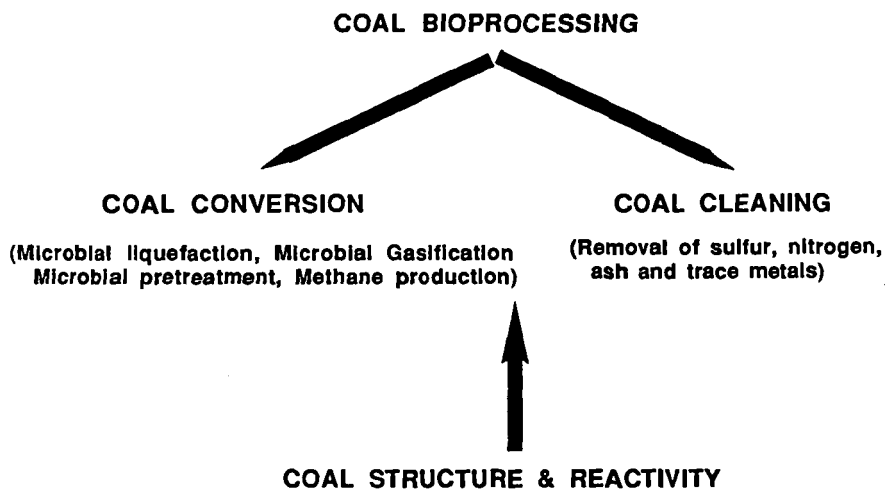 COAL BIOPROCESSING
COAL CONVERSION
(Microbial liquefaction, Microbial Gasification
Microbial pretreatment, Methane production)
COAL CLEANING
(Removal of sulfur, nitrogen,
ash and trace metals)
COAL STRUCTURE & REACTIVITY